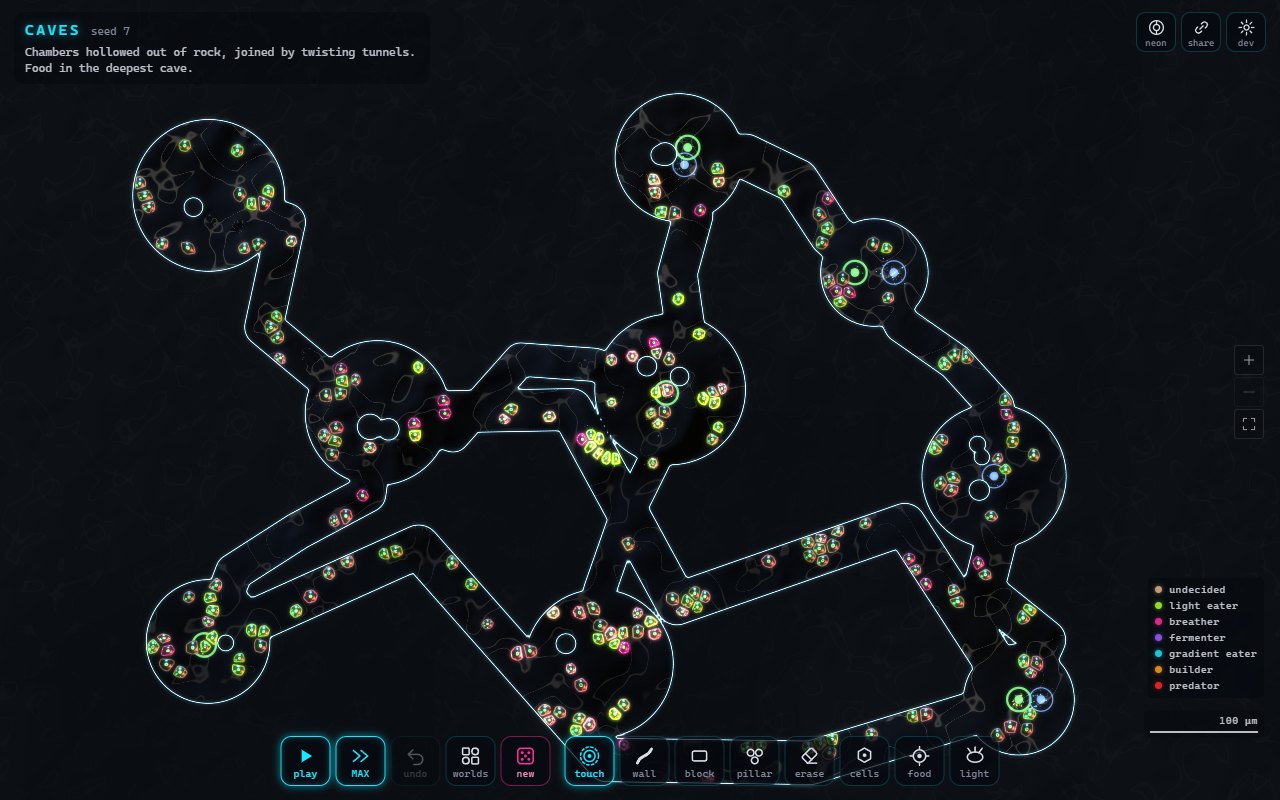 CAVES seed 7
Chambers hollowed out of rock, joined by twisting tunnels.
Food in the deepest cave.
neon share dev
undecided
light eater
breather
fermenter
gradient eater
builder
predator
100 µm
play MAX undo worlds new touch wall block pillar erase cells food light